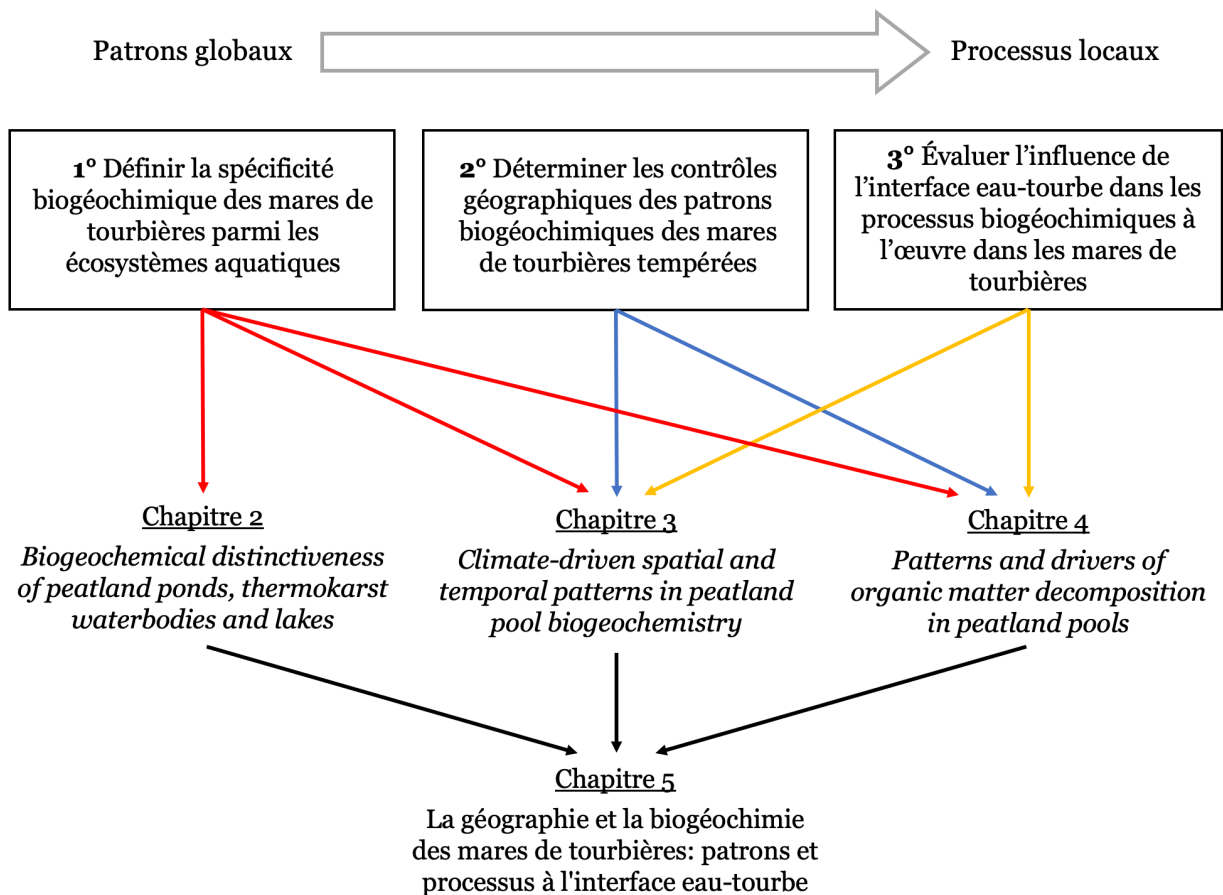 Patrons globaux
Processus locaux
1° Définir la spécificité
biogéochimique des mares de
tourbières parmi les
écosystèmes aquatiques
2° Déterminer les contrôles
géographiques des patrons
biogéochimiques des mares
de tourbières tempérées
3° Évaluer l’influence de
l’interface eau-tourbe dans les
processus biogéochimiques à
l’œuvre dans les mares de
tourbières
Chapitre 2
Biogeochemical distinctiveness
of peatland ponds, thermokarst
waterbodies and lakes
Chapitre 3
Climate-driven spatial and
temporal patterns in peatland
pool biogeochemistry
Chapitre 4
Patterns and drivers of
organic matter decomposition
in peatland pools
Chapitre 5
La géographie et la biogéochimie
des mares de tourbières: patrons et
processus à l'interface eau-tourbe